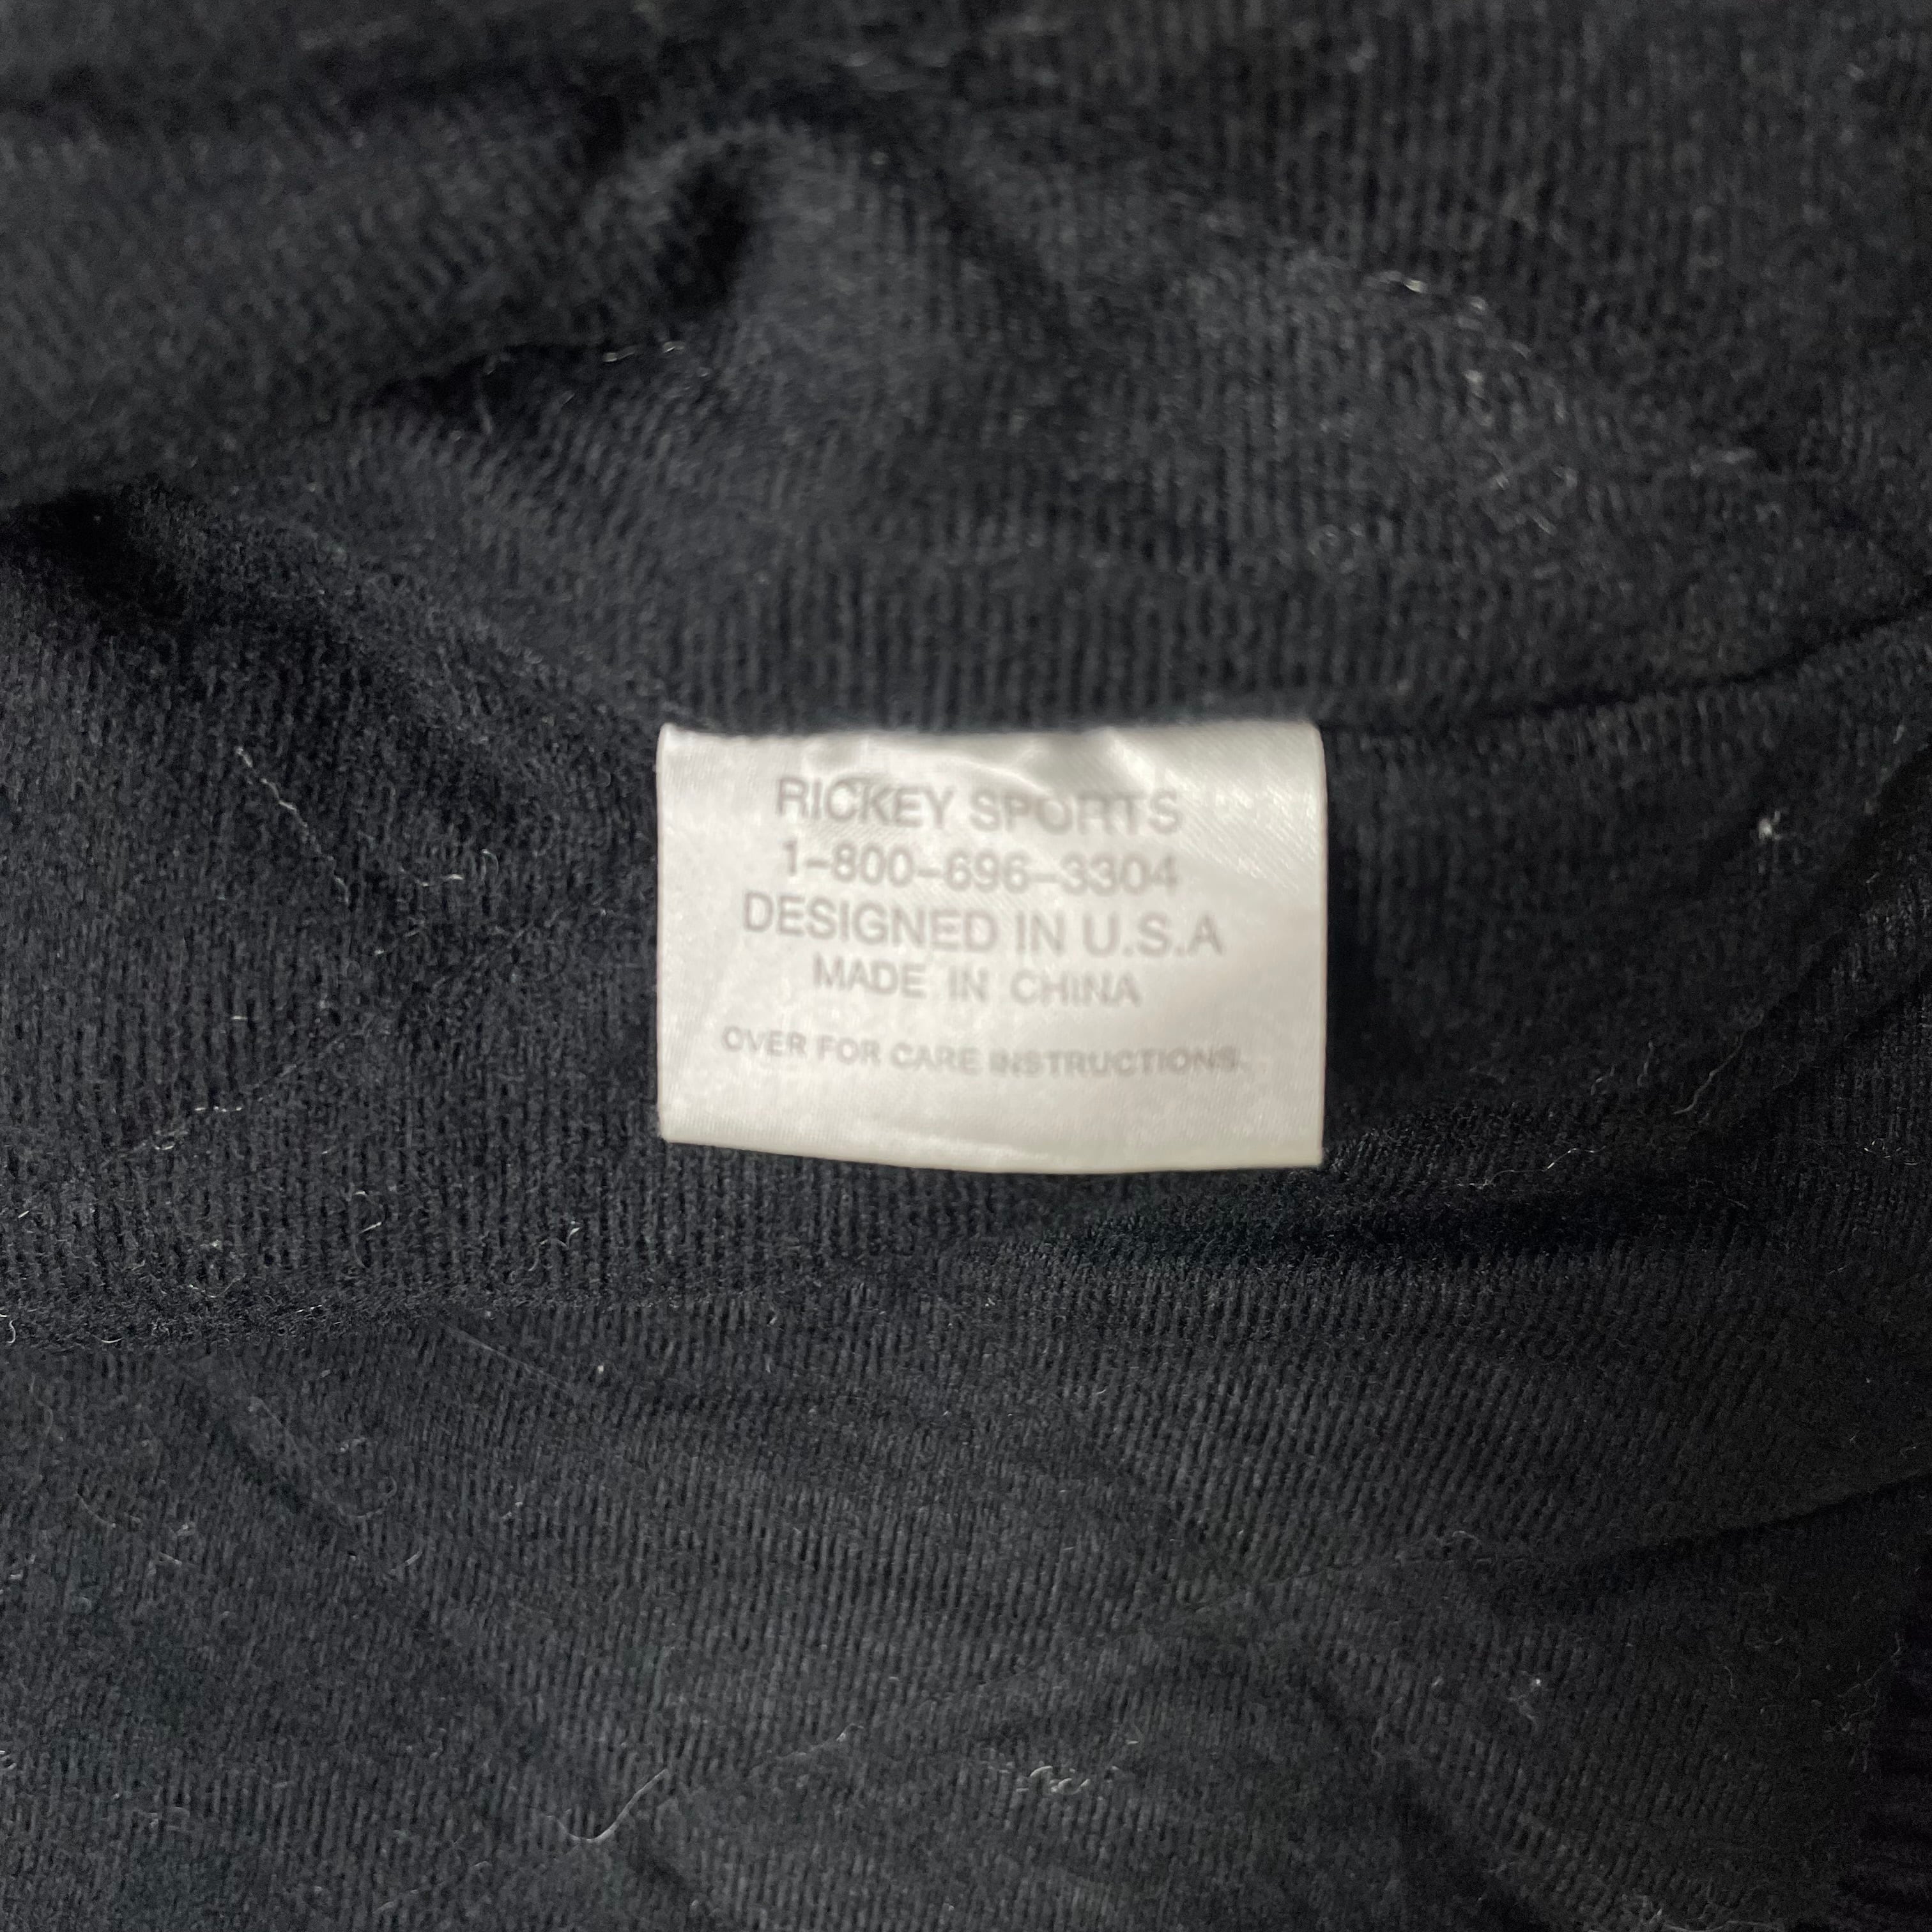 RICKEY SPORTS
1-800-696-3304
DESIGNED IN U.S.A
MADE IN CHINA
OVER FOR CARE INSTRUCTIONS.